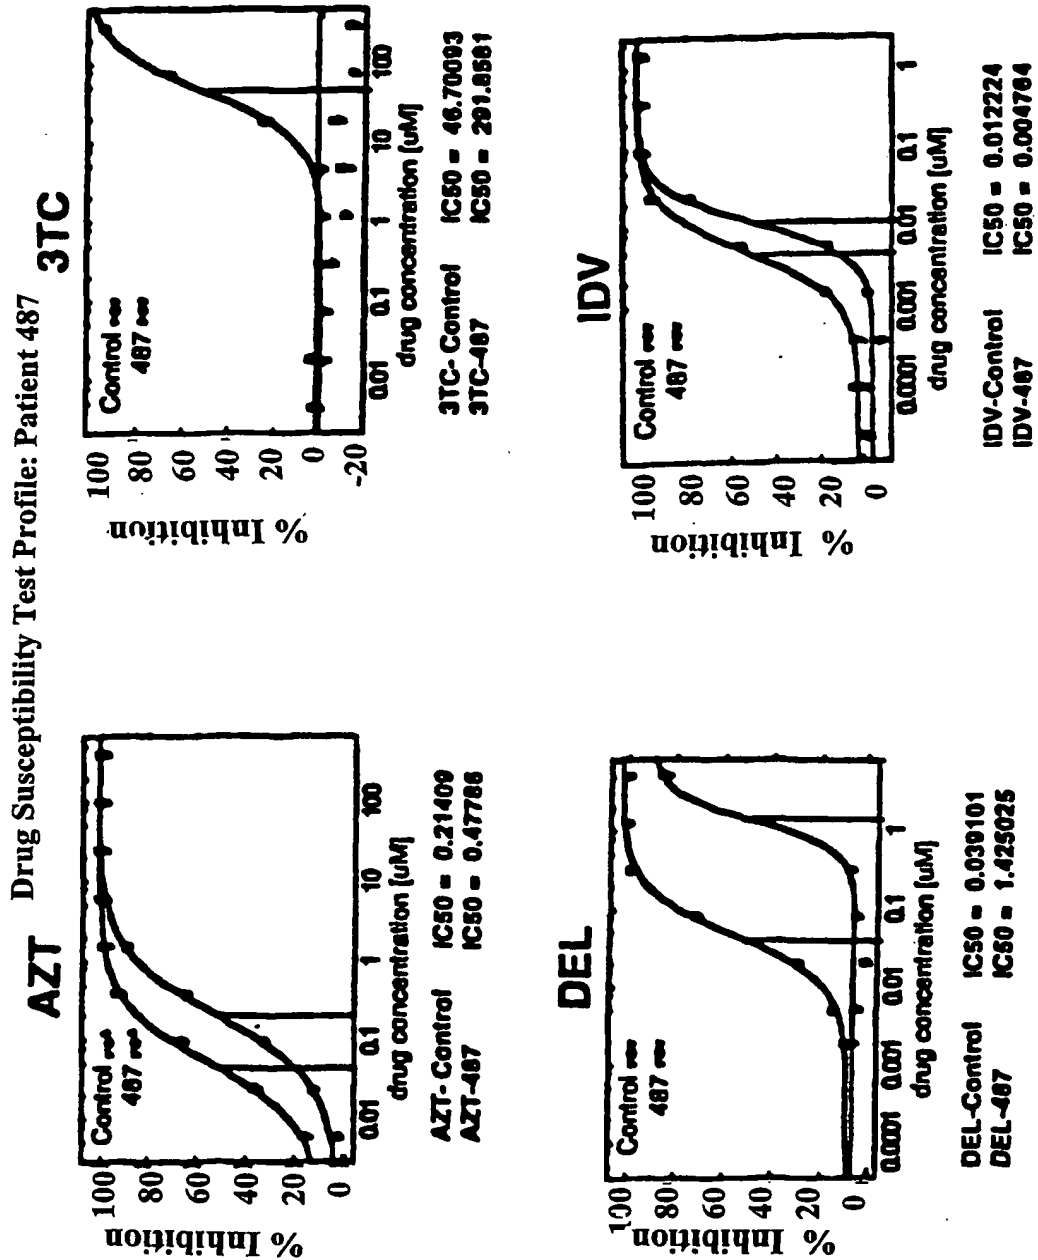 Drug Susceptibility Test Profile: Patient 487
AZT
% Inhibition
100
80
60
40
20
0
Control
487
0.01
0.1
1
10
100
drug concentration [uM]
AZT- Control IC50 = 0.21409
AZT-487 IC50 = 0.47786
3TC
% Inhibition
100
80
60
40
20
0
-20
Control
487
0.01
0.1
1
10
100
drug concentration [uM]
3TC- Control IC50 = 46.70093
3TC-487 IC50 = 291.8581
DEL
% Inhibition
100
80
60
40
20
0
Control
487
0.0001
0.001
0.01
0.1
1
drug concentration [uM]
DEL-Control IC50 = 0.039101
DEL-487 IC50 = 1.425025
IDV
% Inhibition
100
80
60
40
20
0
Control
487
0.0001
0.001
0.01
0.1
1
drug concentration [uM]
IDV-Control IC50 = 0.012224
IDV-487 IC50 = 0.004764